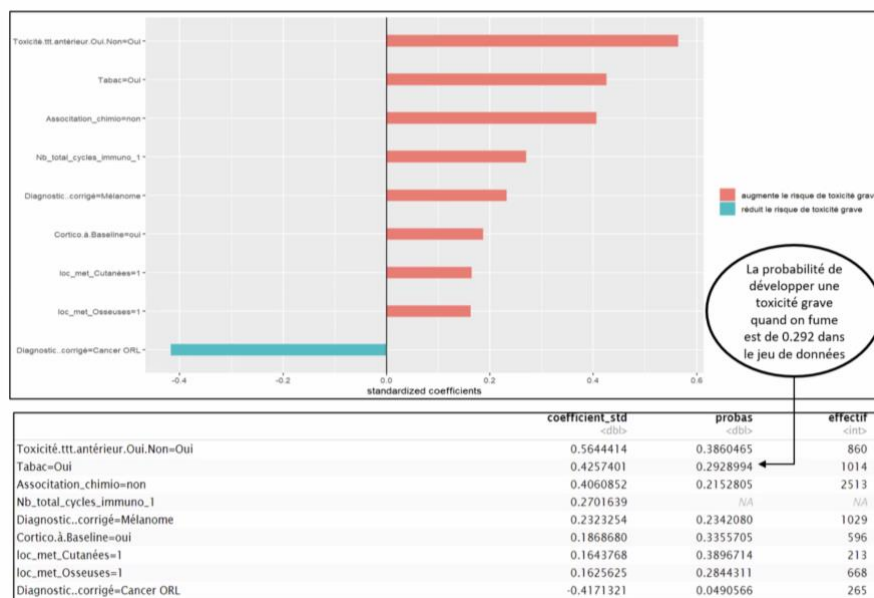 Toxicité.ttt.antérieur.Oui.Non=Oui
Tabac=Oui
Associtation_chimio=non
Nb_total_cycles_immuno_1
Diagnostic..corrigé=Mélanome
Cortico.à.Baseline=oui
loc_met_Cutanées=1
loc_met_Osseuses=1
Diagnostic..corrigé=Cancer ORL
-0.4 -0.2 0.0 0.2 0.4 0.6
standardized coefficients
augmente le risque de toxicité grav
réduit le risque de toxicité grave
La probabilité de
développer une
toxicité grave
quand on fume
est de 0.292 dans
le jeu de données
coefficient_std probas effectif
<dbl> <dbl> <int>
Toxicité.ttt.antérieur.Oui.Non=Oui 0.5644414 0.3860465 860
Tabac=Oui 0.4257401 0.2928994 1014
Associtation_chimio=non 0.4060852 0.2152805 2513
Nb_total_cycles_immuno_1 0.2701639 NA NA
Diagnostic..corrigé=Mélanome 0.2323254 0.2342080 1029
Cortico.à.Baseline=oui 0.1868680 0.3355705 596
loc_met_Cutanées=1 0.1643768 0.3896714 213
loc_met_Osseuses=1 0.1625625 0.2844311 668
Diagnostic..corrigé=Cancer ORL -0.4171321 0.0490566 265